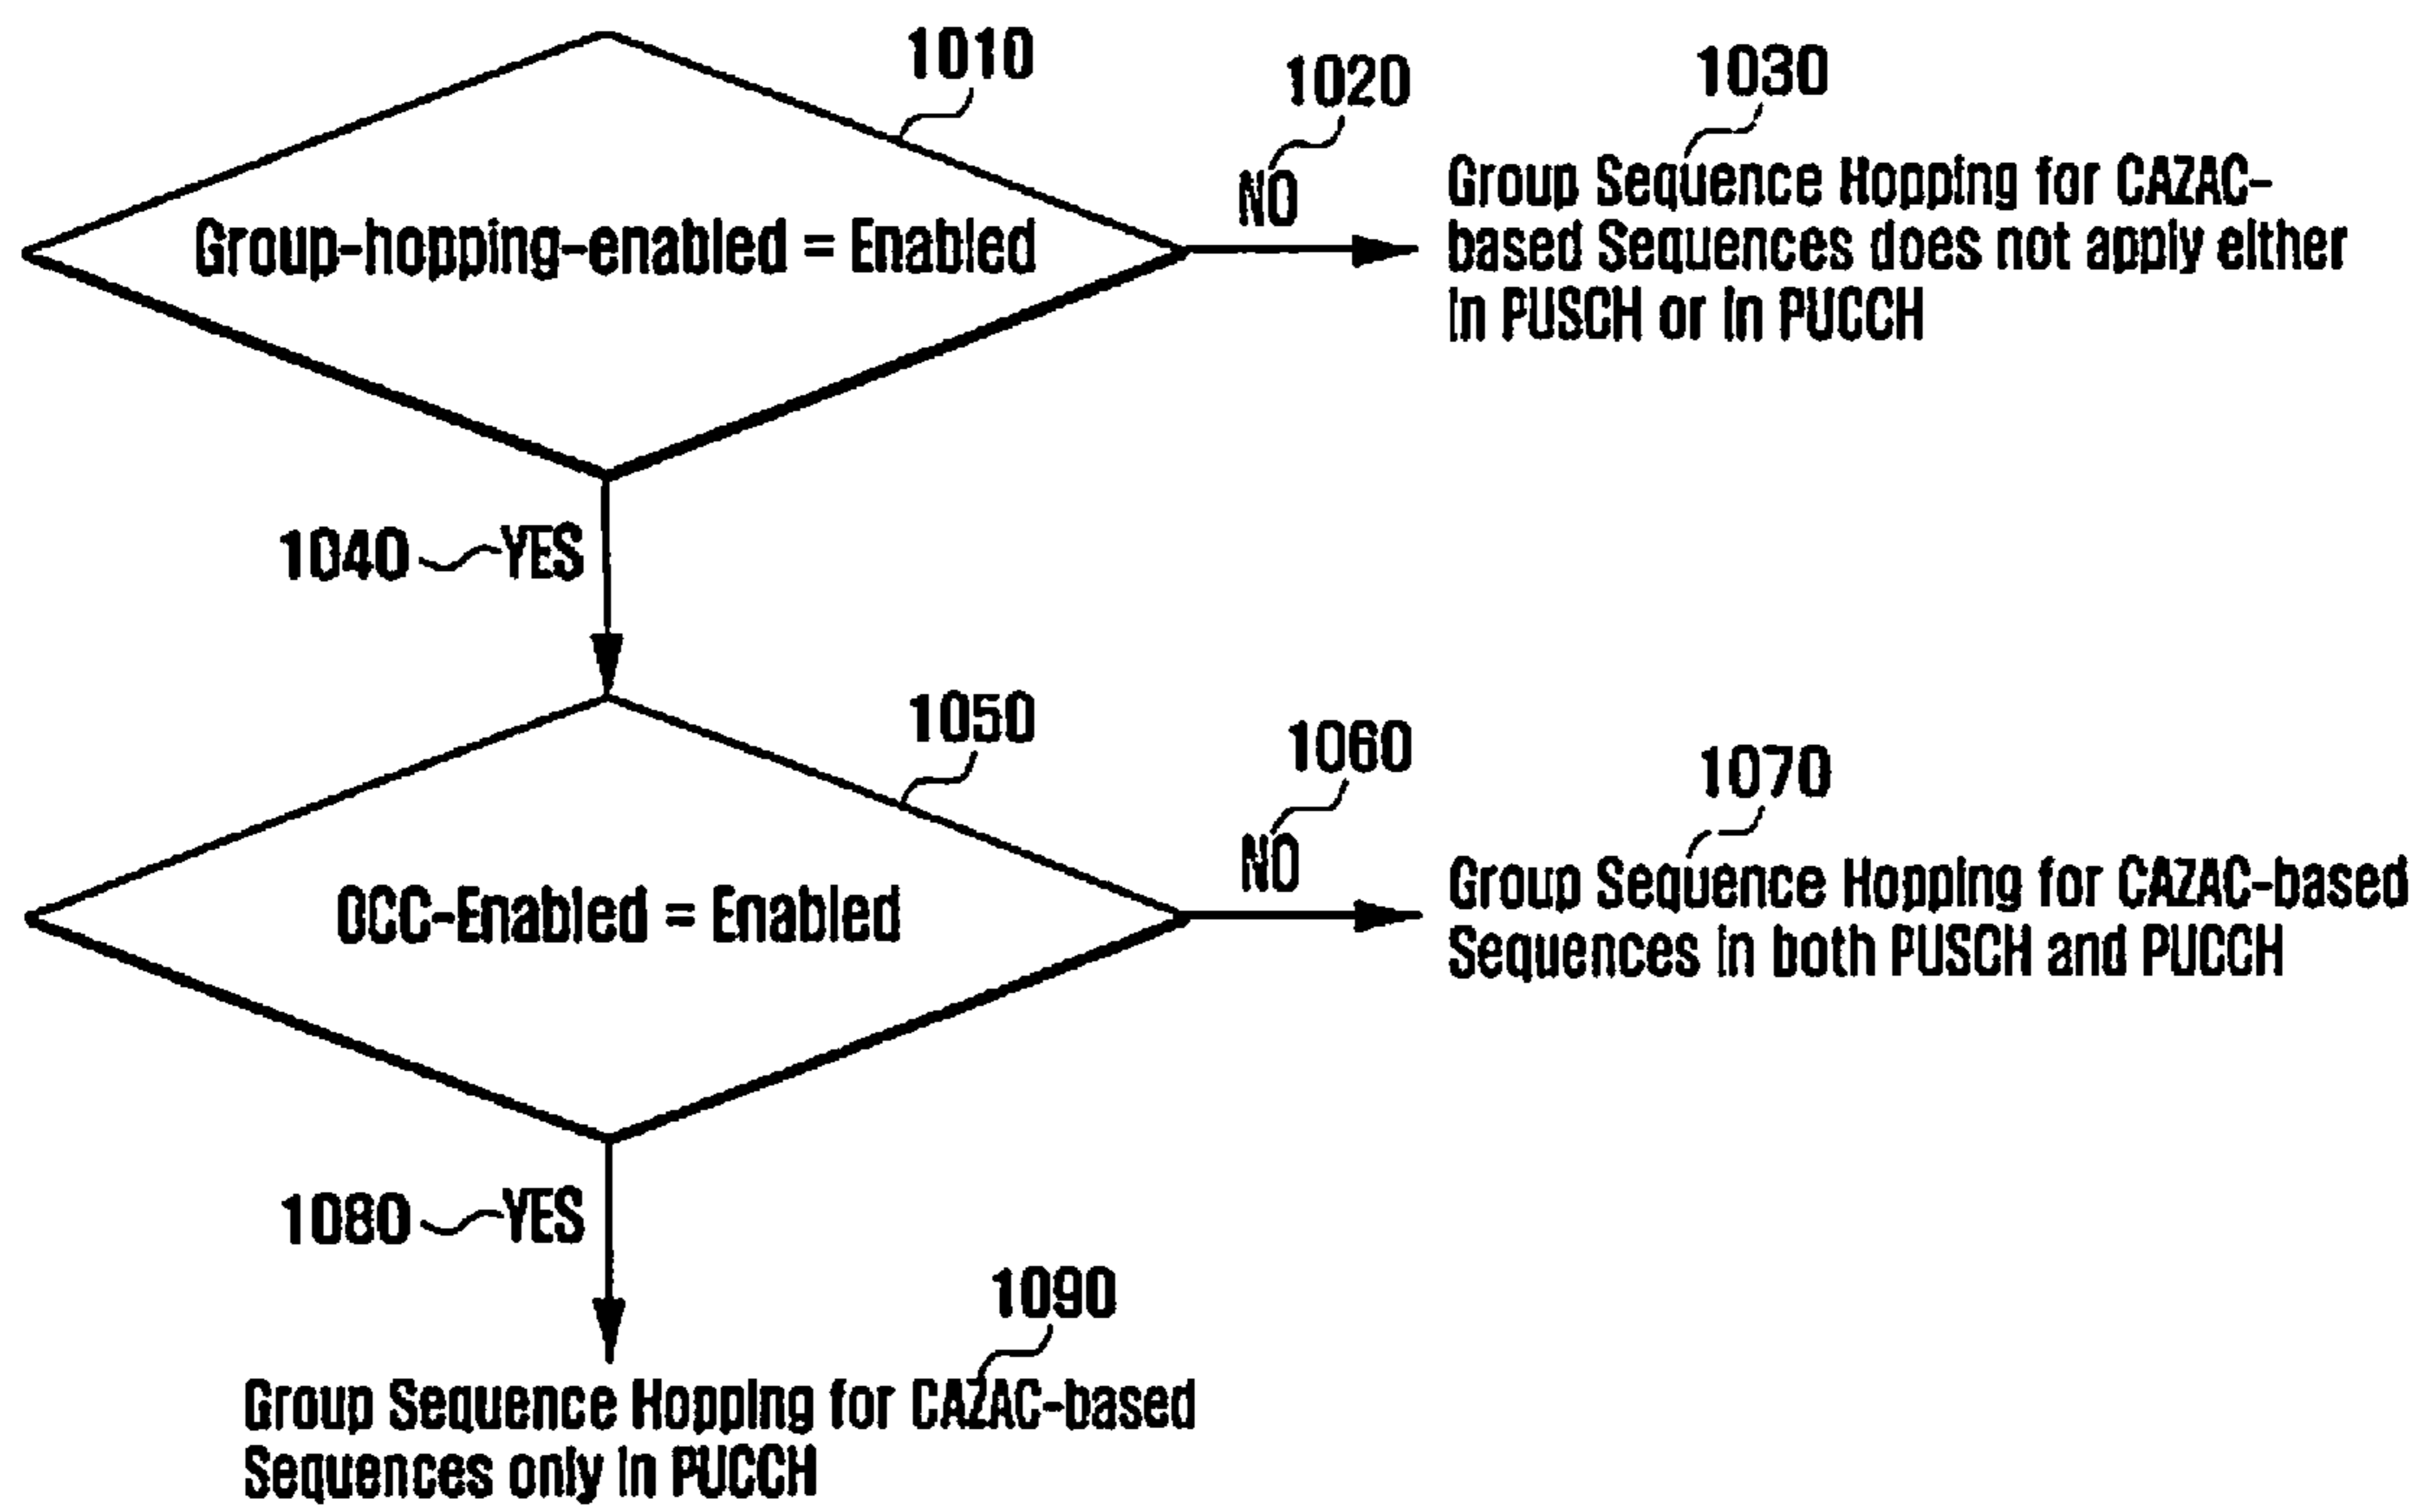 1010
1020
1030
Group-hopping-enabled = Enabled
NO
Group Sequence Hopping for CAZAC-
based Sequences does not apply either
in PUSCH or in PUCCH
1040
YES
1050
1060
1070
OCC-Enabled = Enabled
NO
Group Sequence Hopping for CAZAC-based
Sequences in both PUSCH and PUCCH
1080
YES
1090
Group Sequence Hopping for CAZAC-based
Sequences only in PUCCH